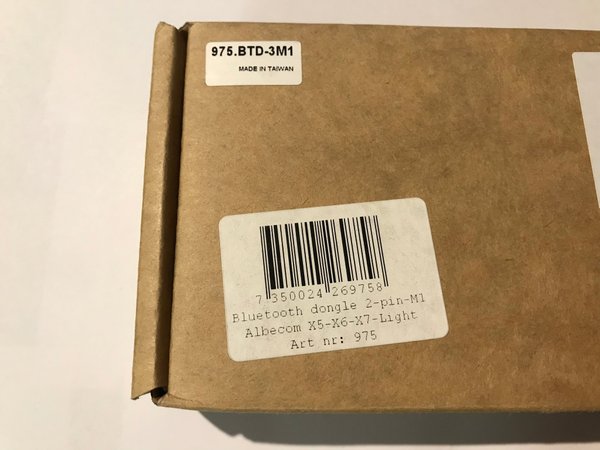 975.BTD-3M1
MADE IN TAIWAN
7 350024 269758
Bluetooth dongle 2-pin-M1
Albecom X5-X6-X7-Light
Art nr: 975